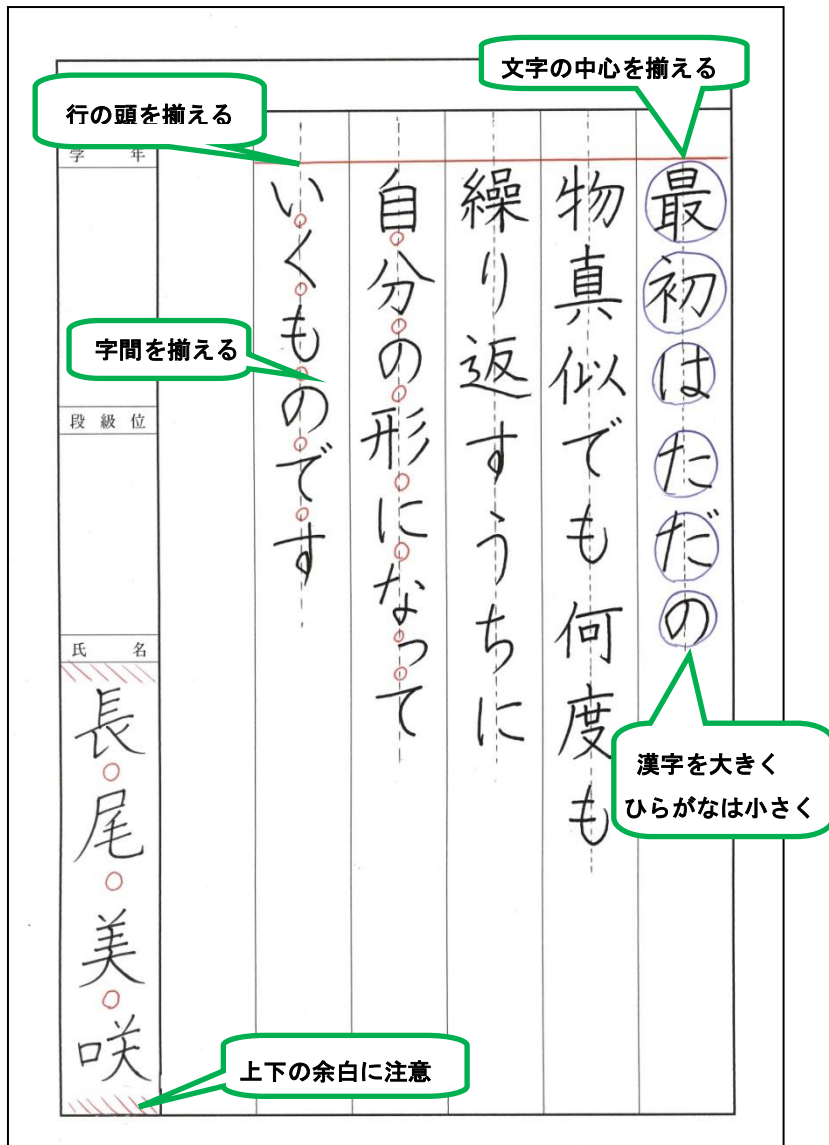 文字の中心を揃える
行の頭を揃える
最初はただの
物真似でも何度も
繰り返すうちに
自分の形になって
いくものです
字間を揃える
漢字を大きく
ひらがなは小さく
学年
段級位
氏名
長尾美咲
上下の余白に注意